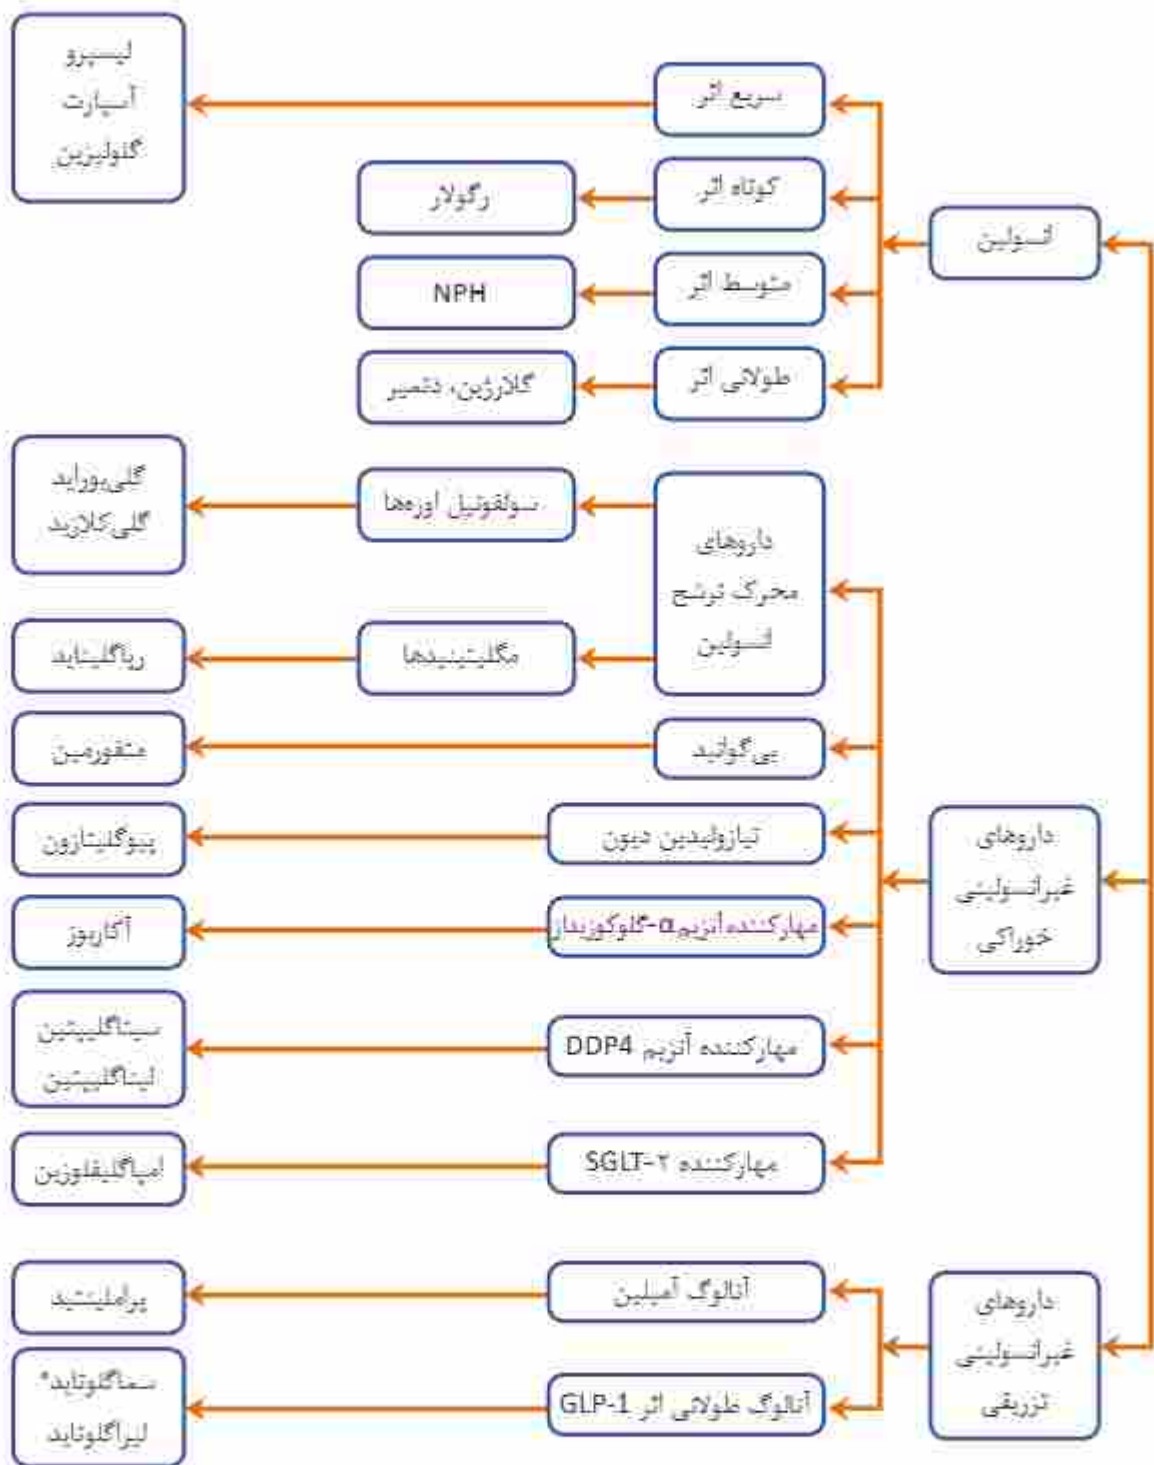 انسولین
سریع اثر
لیسپرو
آسپارت
گلولیزین
کوتاه اثر
رگولار
متوسط اثر
NPH
طولانی اثر
گلارژین، دتمیر
داروهای
غیرانسولینی
خوراکی
داروهای
محرک ترشح
انسولین
سولفونیل اوره‌ها
گلی‌بوراید
گلی‌کلازید
مگلیتینیدها
رپاگلیناید
بی‌گوانید
متفورمین
تیازولیدین دیون
پیوگلیتازون
مهارکننده آنزیم α-گلوکوزیداز
آکاربوز
مهارکننده آنزیم DDP4
سیتاگلیپتین
لیناگلیپتین
مهارکننده SGLT-۲
امپاگلیفلوزین
داروهای
غیرانسولینی
تزریقی
آنالوگ آمیلین
پراملینتید
آنالوگ طولانی اثر GLP-1
سماگلوتاید*
لیراگلوتاید